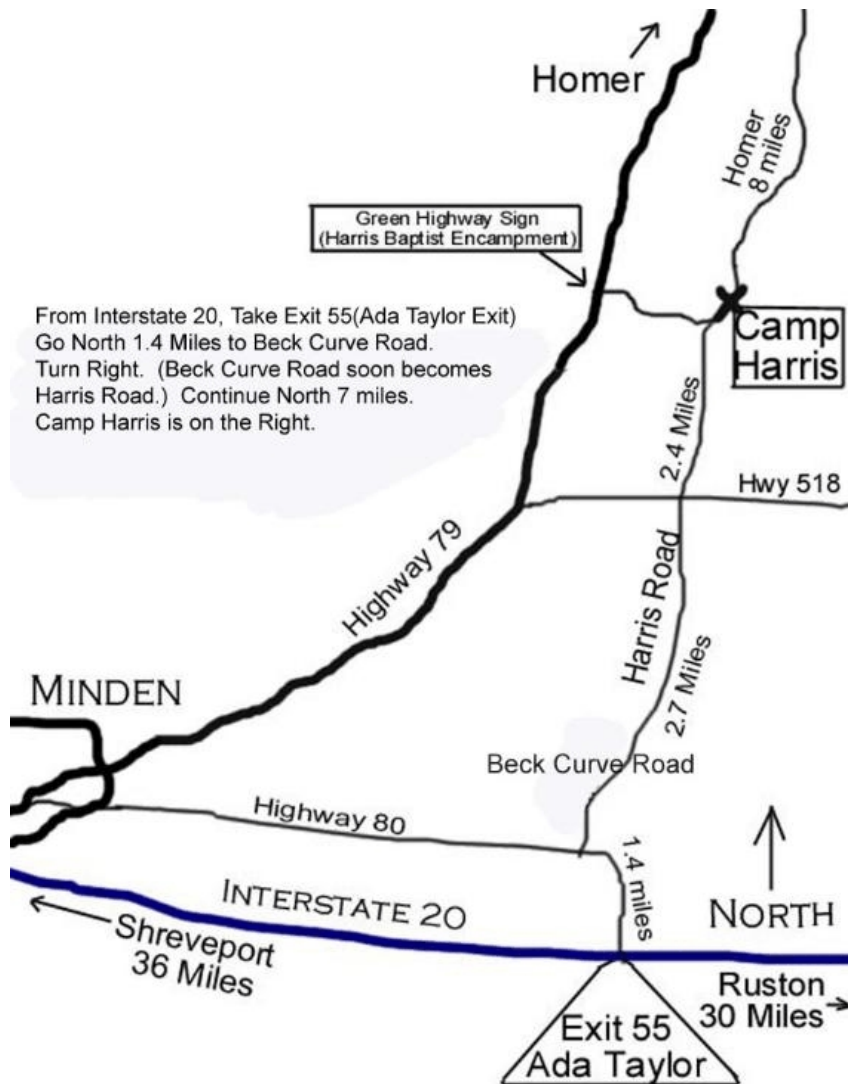 Homer
Homer
8 miles
Green Highway Sign
(Harris Baptist Encampment)
From Interstate 20, Take Exit 55(Ada Taylor Exit)
Go North 1.4 Miles to Beck Curve Road.
Turn Right. (Beck Curve Road soon becomes
Harris Road.) Continue North 7 miles.
Camp Harris is on the Right.
Camp
Harris
2.4 Miles
Hwy 518
Highway 79
Harris Road
2.7 Miles
MINDEN
Beck Curve Road
Highway 80
1.4 miles
INTERSTATE 20
NORTH
Shreveport
36 Miles
Ruston
30 Miles
Exit 55
Ada Taylor